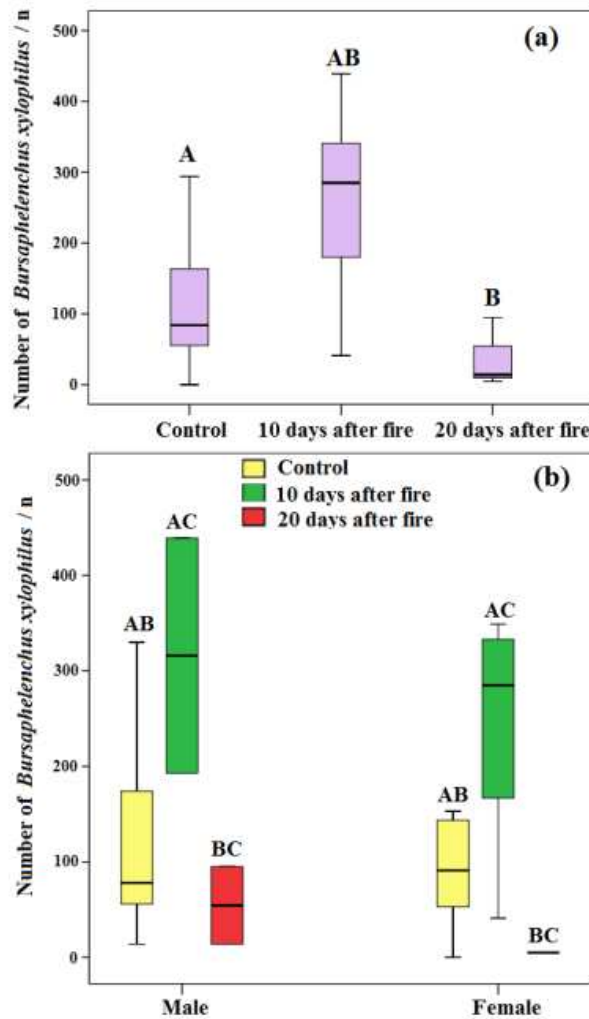 (a)
Number of Bursaphelenchus xylophilus / n
500
400
300
200
100
0
A
AB
B
Control
10 days after fire
20 days after fire
(b)
Control
10 days after fire
20 days after fire
Number of Bursaphelenchus xylophilus / n
500
400
300
200
100
0
AB
AC
BC
AB
AC
BC
Male
Female